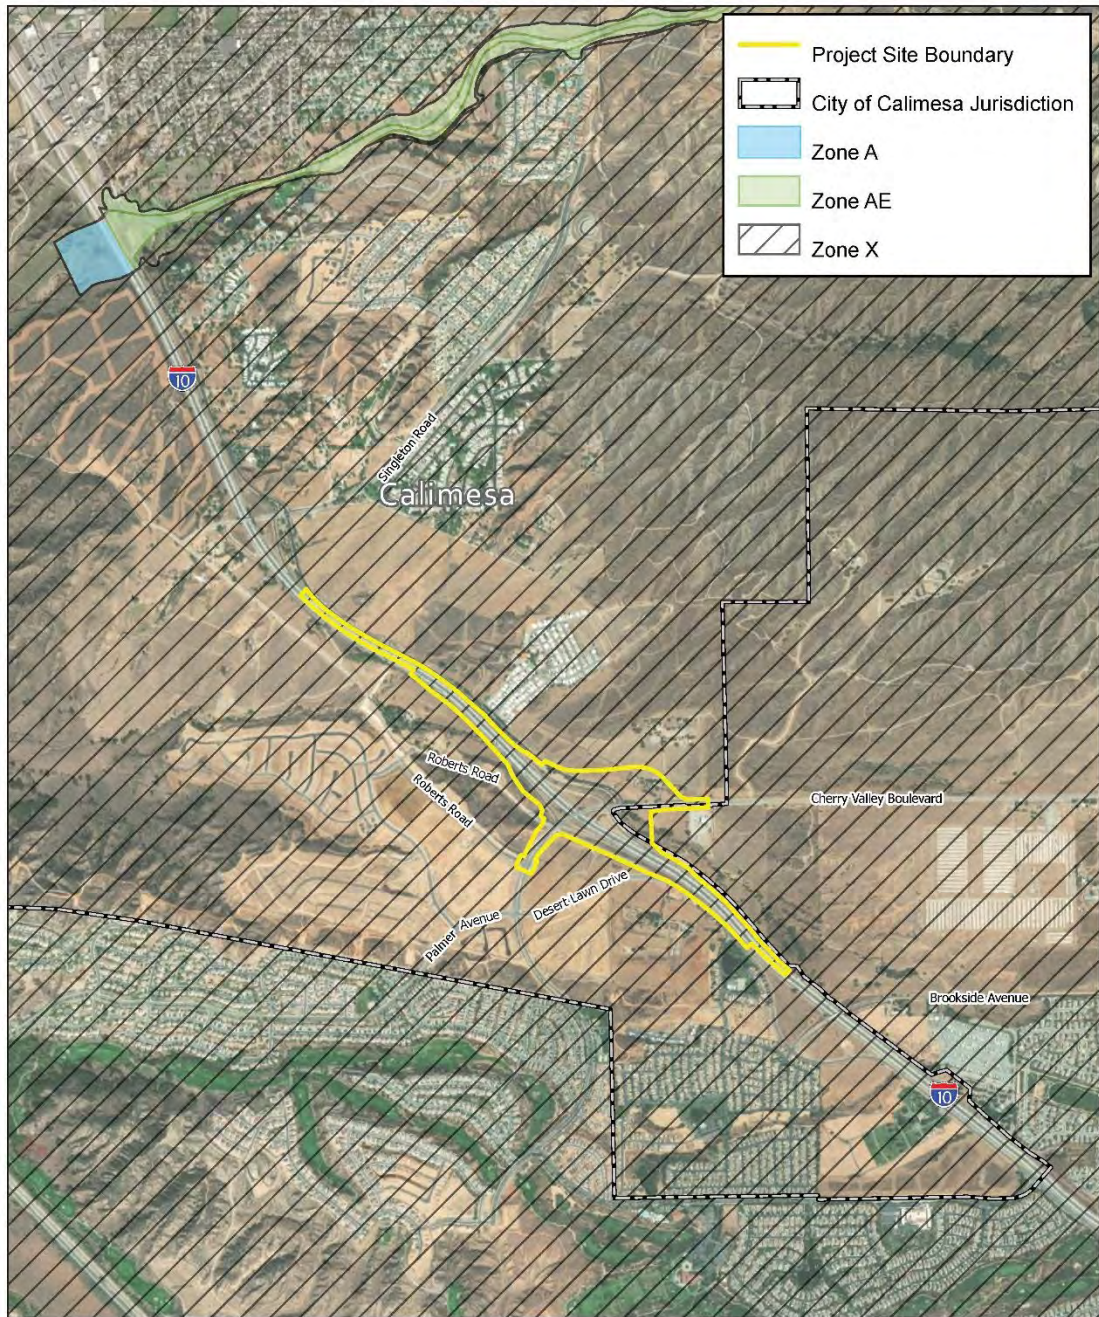 Project Site Boundary
City of Calimesa Jurisdiction
Zone A
Zone AE
Zone X
10
Singleton Road
Calimesa
Roberts Road
Roberts Road
Cherry Valley Boulevard
Desert Lawn Drive
Palmer Avenue
Brookside Avenue
10